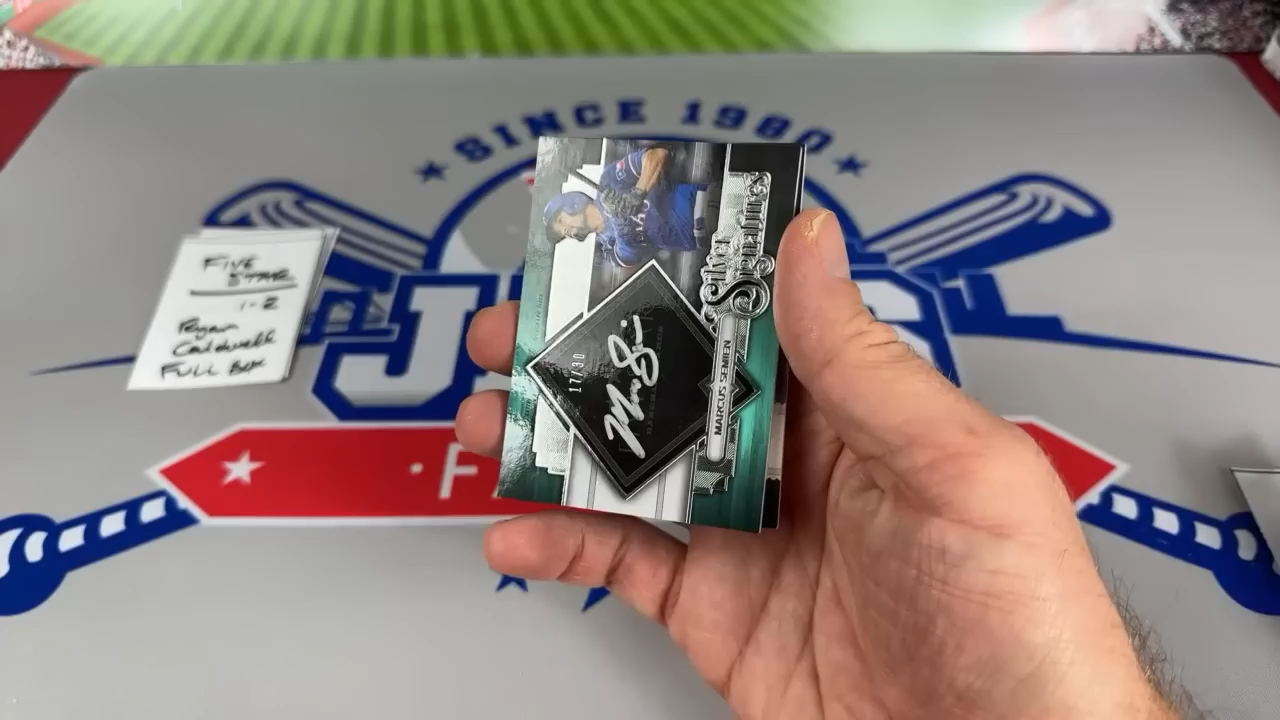 SINCE 1980
FIVE
STAR
1-2
Ryan
Caldwell
FULL BOX
Silver
Signatures
MARCUS SEMIEN
17/30